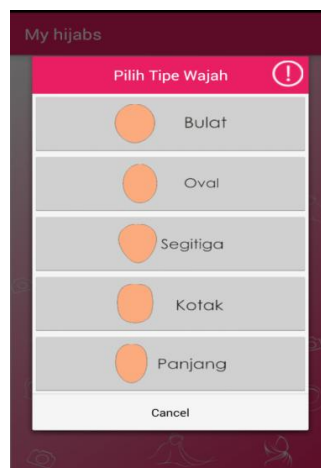 My hijabs
Pilih Tipe Wajah
Bulat
Oval
Segitiga
Kotak
Panjang
Cancel